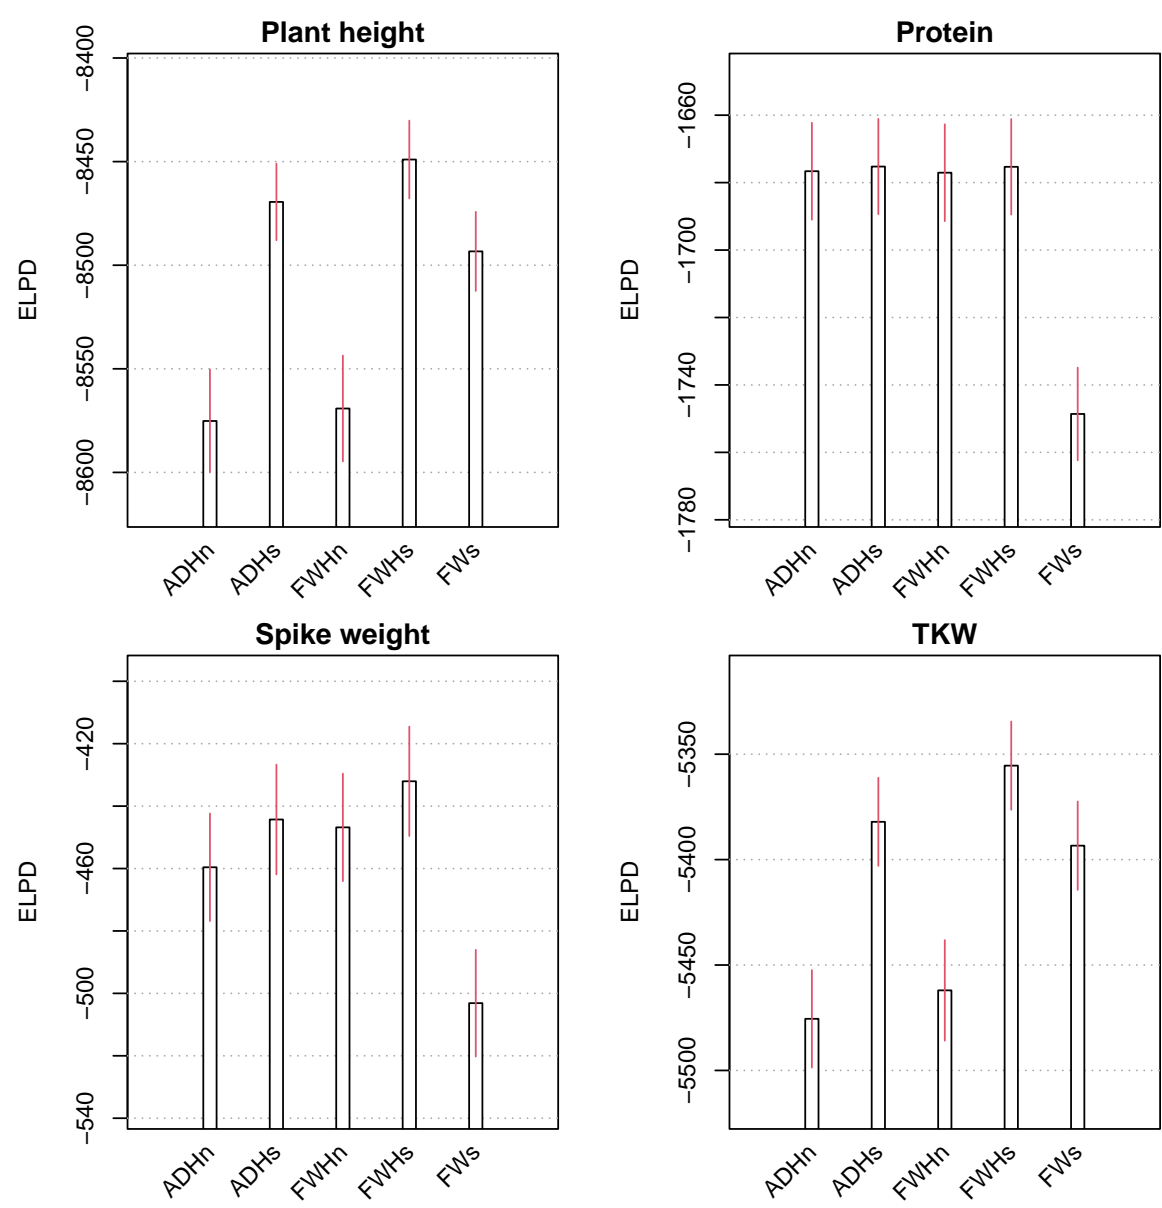 Plant height
ELPD
−8400
−8450
−8500
−8550
−8600
ADHn
ADHs
FWHn
FWHs
FWs
Protein
ELPD
−1660
−1700
−1740
−1780
ADHn
ADHs
FWHn
FWHs
FWs
Spike weight
ELPD
−420
−460
−500
−540
ADHn
ADHs
FWHn
FWHs
FWs
TKW
ELPD
−5350
−5400
−5450
−5500
ADHn
ADHs
FWHn
FWHs
FWs